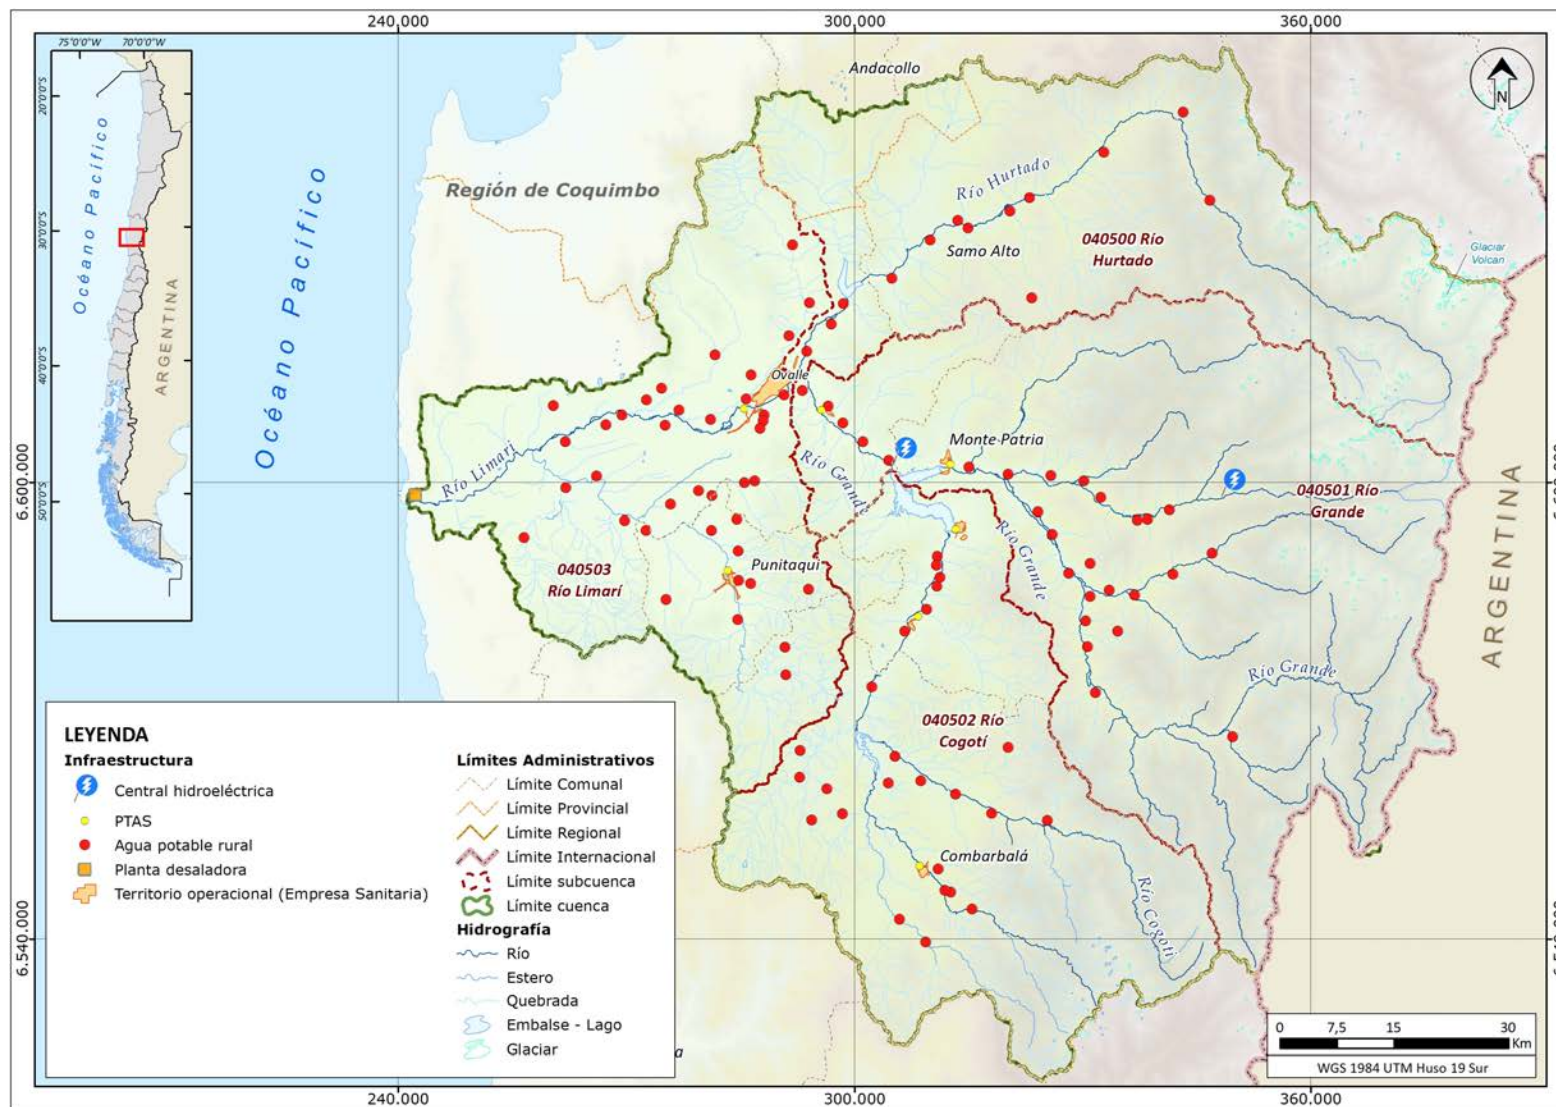 240.000
300.000
360.000
75°0'0"W
70°0'0"W
20°0'0"S
30°0'0"S
40°0'0"S
50°0'0"S
Océano Pacífico
ARGENTINA
Océano Pacífico
Región de Coquimbo
Andacollo
N
Río Hurtado
Samo Alto
040500 Río
Hurtado
Glaciar
Volcan
Ovalle
Río Limarí
Río Grande
Monte Patria
040501 Río
Grande
6.600.000
040503
Río Limarí
Punitaqui
Río Grande
Río Grande
ARGENTINA
040502 Río
Cogotí
Combarbalá
Río Cogotí
6.540.000
LEYENDA
Infraestructura
Central hidroeléctrica
PTAS
Agua potable rural
Planta desaladora
Territorio operacional (Empresa Sanitaria)
Límites Administrativos
Límite Comunal
Límite Provincial
Límite Regional
Límite Internacional
Límite subcuenca
Límite cuenca
Hidrografía
Río
Estero
Quebrada
Embalse - Lago
Glaciar
a
0 7,5 15 30
Km
WGS 1984 UTM Huso 19 Sur
240.000
300.000
360.000